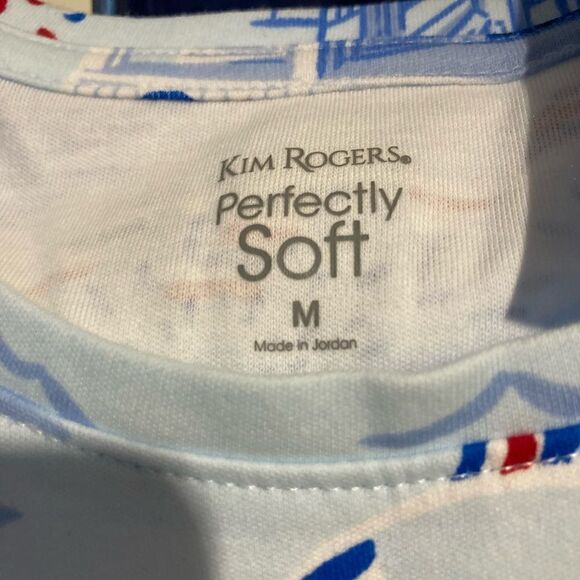 KIM ROGERS®
Perfectly
Soft
M
Made in Jordan